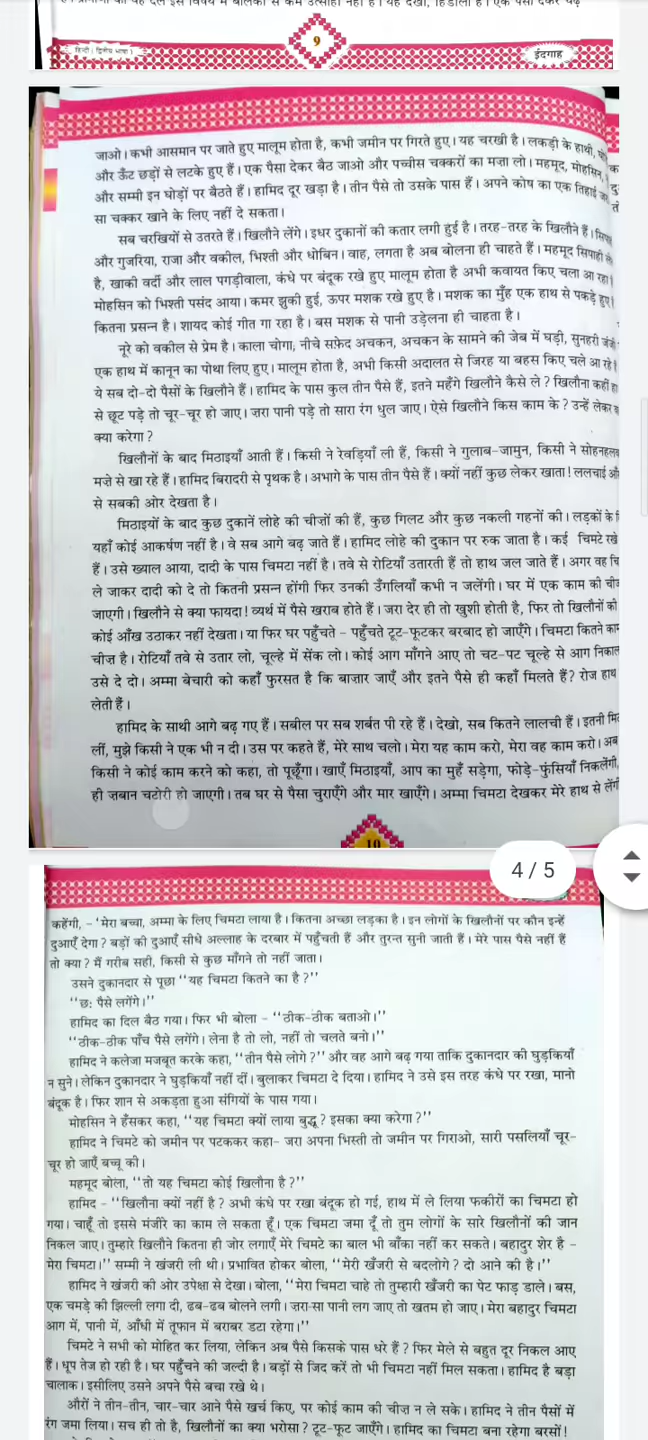 हिन्दी। द्वितीय भाषा।
9
ईदगाह
जाओ। कभी आसमान पर जाते हुए मालूम होता है, कभी जमीन पर गिरते हुए। यह चरखी है। लकड़ी के हाथी,
और ऊँट छड़ों से लटके हुए हैं। एक पैसा देकर बैठ जाओ और पच्चीस चक्करों का मज़ा लो। महमूद, मोहसिन,
और सम्मी इन घोड़ों पर बैठते हैं। हामिद दूर खड़ा है। तीन पैसे तो उसके पास हैं। अपने कोष का एक तिहाई
सा चक्कर खाने के लिए नहीं दे सकता।
सब चरखियों से उतरते हैं। खिलौने लेंगे। इधर दुकानों की कतार लगी हुई है। तरह-तरह के खिलौने हैं।
और गुजरिया, राजा और वकील, भिश्ती और धोबिन। वाह, लगता है अब बोलना ही चाहते हैं। महमूद सिपाही
है, खाकी वर्दी और लाल पगड़ीवाला, कंधे पर बंदूक रखे हुए मालूम होता है अभी कवायत किए चला आ रहा
मोहसिन को भिश्ती पसंद आया। कमर झुकी हुई, ऊपर मशक रखे हुए है। मशक का मुँह एक हाथ से पकड़े हुए
कितना प्रसन्न है। शायद कोई गीत गा रहा है। बस मशक से पानी उड़ेलना ही चाहता है।
नूरे को वकील से प्रेम है। काला चोगा, नीचे सफ़ेद अचकन, अचकन के सामने की जेब में घड़ी, सुनहरी
एक हाथ में कानून का पोथा लिए हुए। मालूम होता है, अभी किसी अदालत से जिरह या बहस किए चले आ रहे
ये सब दो-दो पैसों के खिलौने हैं। हामिद के पास कुल तीन पैसे हैं, इतने महँगे खिलौने कैसे ले? खिलौना कहीं
से छूट पड़े तो चूर-चूर हो जाए। जरा पानी पड़े तो सारा रंग धुल जाए। ऐसे खिलौने किस काम के? उन्हें लेकर
क्या करेगा?
खिलौनों के बाद मिठाइयाँ आती हैं। किसी ने रेवड़ियाँ ली हैं, किसी ने गुलाब-जामुन, किसी ने
मजे से खा रहे हैं। हामिद बिरादरी से पृथक है। अभागे के पास तीन पैसे हैं। क्यों नहीं कुछ लेकर खाता! ललचाई
से सबकी ओर देखता है।
मिठाइयों के बाद कुछ दुकानें लोहे की चीजों की हैं, कुछ गिलट और कुछ नकली गहनों की। लड़कों के
यहाँ कोई आकर्षण नहीं है। वे सब आगे बढ़ जाते हैं। हामिद लोहे की दुकान पर रुक जाता है। कई चिमटे रखे
हैं। उसे ख्याल आया, दादी के पास चिमटा नहीं है। तवे से रोटियाँ उतारती हैं तो हाथ जल जाते हैं। अगर वह
ले जाकर दादी को दे तो कितनी प्रसन्न होंगी फिर उनकी उँगलियाँ कभी न जलेंगी। घर में एक काम की
जाएगी। खिलौने से क्या फायदा! व्यर्थ में पैसे खराब होते हैं। जरा देर ही तो खुशी होती है, फिर तो खिलौनों की
कोई आँख उठाकर नहीं देखता। या फिर घर पहुँचते - पहुँचते टूट-फूटकर बरबाद हो जाएँगे। चिमटा कितने
चीज़ है। रोटियाँ तवे से उतार लो, चूल्हे में सेंक लो। कोई आग माँगने आए तो चट-पट चूल्हे से आग
उसे दे दो। अम्मा बेचारी को कहाँ फुरसत है कि बाज़ार जाएँ और इतने पैसे ही कहाँ मिलते हैं? रोज हाथ
लेती हैं।
हामिद के साथी आगे बढ़ गए हैं। सबील पर सब शर्बत पी रहे हैं। देखो, सब कितने लालची हैं। इतनी
लीं, मुझे किसी ने एक भी न दी। उस पर कहते हैं, मेरे साथ चलो। मेरा यह काम करो, मेरा वह काम करो। अब
किसी ने कोई काम करने को कहा, तो पूछूँगा। खाएँ मिठाइयाँ, आप का मुहँ सड़ेगा, फोड़े-फुंसियाँ निकलेंगी,
ही ज़बान चटोरी हो जाएगी। तब घर से पैसा चुराएँगे और मार खाएँगे। अम्मा चिमटा देखकर मेरे हाथ से
10
4 / 5
कहेंगी, - 'मेरा बच्चा, अम्मा के लिए चिमटा लाया है। कितना अच्छा लड़का है। इन लोगों के खिलौनों पर कौन इन्हें
दुआएँ देगा? बड़ों की दुआएँ सीधे अल्लाह के दरबार में पहुँचती हैं और तुरन्त सुनी जाती हैं। मेरे पास पैसे नहीं हैं
तो क्या? मैं गरीब सही, किसी से कुछ माँगने तो नहीं जाता।
उसने दुकानदार से पूछा "यह चिमटा कितने का है?"
"छः पैसे लगेंगे।"
हामिद का दिल बैठ गया। फिर भी बोला - "ठीक-ठीक बताओ।"
"ठीक-ठीक पाँच पैसे लगेंगे। लेना है तो लो, नहीं तो चलते बनो।"
हामिद ने कलेजा मजबूत करके कहा, "तीन पैसे लोगे?" और वह आगे बढ़ गया ताकि दुकानदार की घुड़कियाँ
न सुने। लेकिन दुकानदार ने घुड़कियाँ नहीं दीं। बुलाकर चिमटा दे दिया। हामिद ने उसे इस तरह कंधे पर रखा, मानो
बंदूक है। फिर शान से अकड़ता हुआ संगियों के पास गया।
मोहसिन ने हँसकर कहा, "यह चिमटा क्यों लाया बुद्धू? इसका क्या करेगा?"
हामिद ने चिमटे को जमीन पर पटककर कहा- जरा अपना भिस्ती तो जमीन पर गिराओ, सारी पसलियाँ चूर-
चूर हो जाएँ बच्चू की।
महमूद बोला, "तो यह चिमटा कोई खिलौना है?"
हामिद - "खिलौना क्यों नहीं है? अभी कंधे पर रखा बंदूक हो गई, हाथ में ले लिया फकीरों का चिमटा हो
गया। चाहूँ तो इससे मंजीरे का काम ले सकता हूँ। एक चिमटा जमा दूँ तो तुम लोगों के सारे खिलौनों की जान
निकल जाए। तुम्हारे खिलौने कितना ही जोर लगाएँ मेरे चिमटे का बाल भी बाँका नहीं कर सकते। बहादुर शेर है -
मेरा चिमटा।" सम्मी ने खंजरी ली थी। प्रभावित होकर बोला, "मेरी खँजरी से बदलोगे? दो आने की है।"
हामिद ने खंजरी की ओर उपेक्षा से देखा। बोला, "मेरा चिमटा चाहे तो तुम्हारी खँजरी का पेट फाड़ डाले। बस,
एक चमड़े की झिल्ली लगा दी, ढब-ढब बोलने लगी। जरा-सा पानी लग जाए तो खतम हो जाए। मेरा बहादुर चिमटा
आग में, पानी में, आँधी में तूफान में बराबर डटा रहेगा।"
चिमटे ने सभी को मोहित कर लिया, लेकिन अब पैसे किसके पास धरे हैं? फिर मेले से बहुत दूर निकल आए
हैं। धूप तेज हो रही है। घर पहुँचने की जल्दी है। बड़ों से जिद करें तो भी चिमटा नहीं मिल सकता। हामिद है बड़ा
चालाक। इसीलिए उसने अपने पैसे बचा रखे थे।
औरों ने तीन-तीन, चार-चार आने पैसे खर्च किए, पर कोई काम की चीज़ न ले सके। हामिद ने तीन पैसों में
रंग जमा लिया। सच ही तो है, खिलौनों का क्या भरोसा? टूट-फूट जाएँगे। हामिद का चिमटा बना रहेगा बरसों!